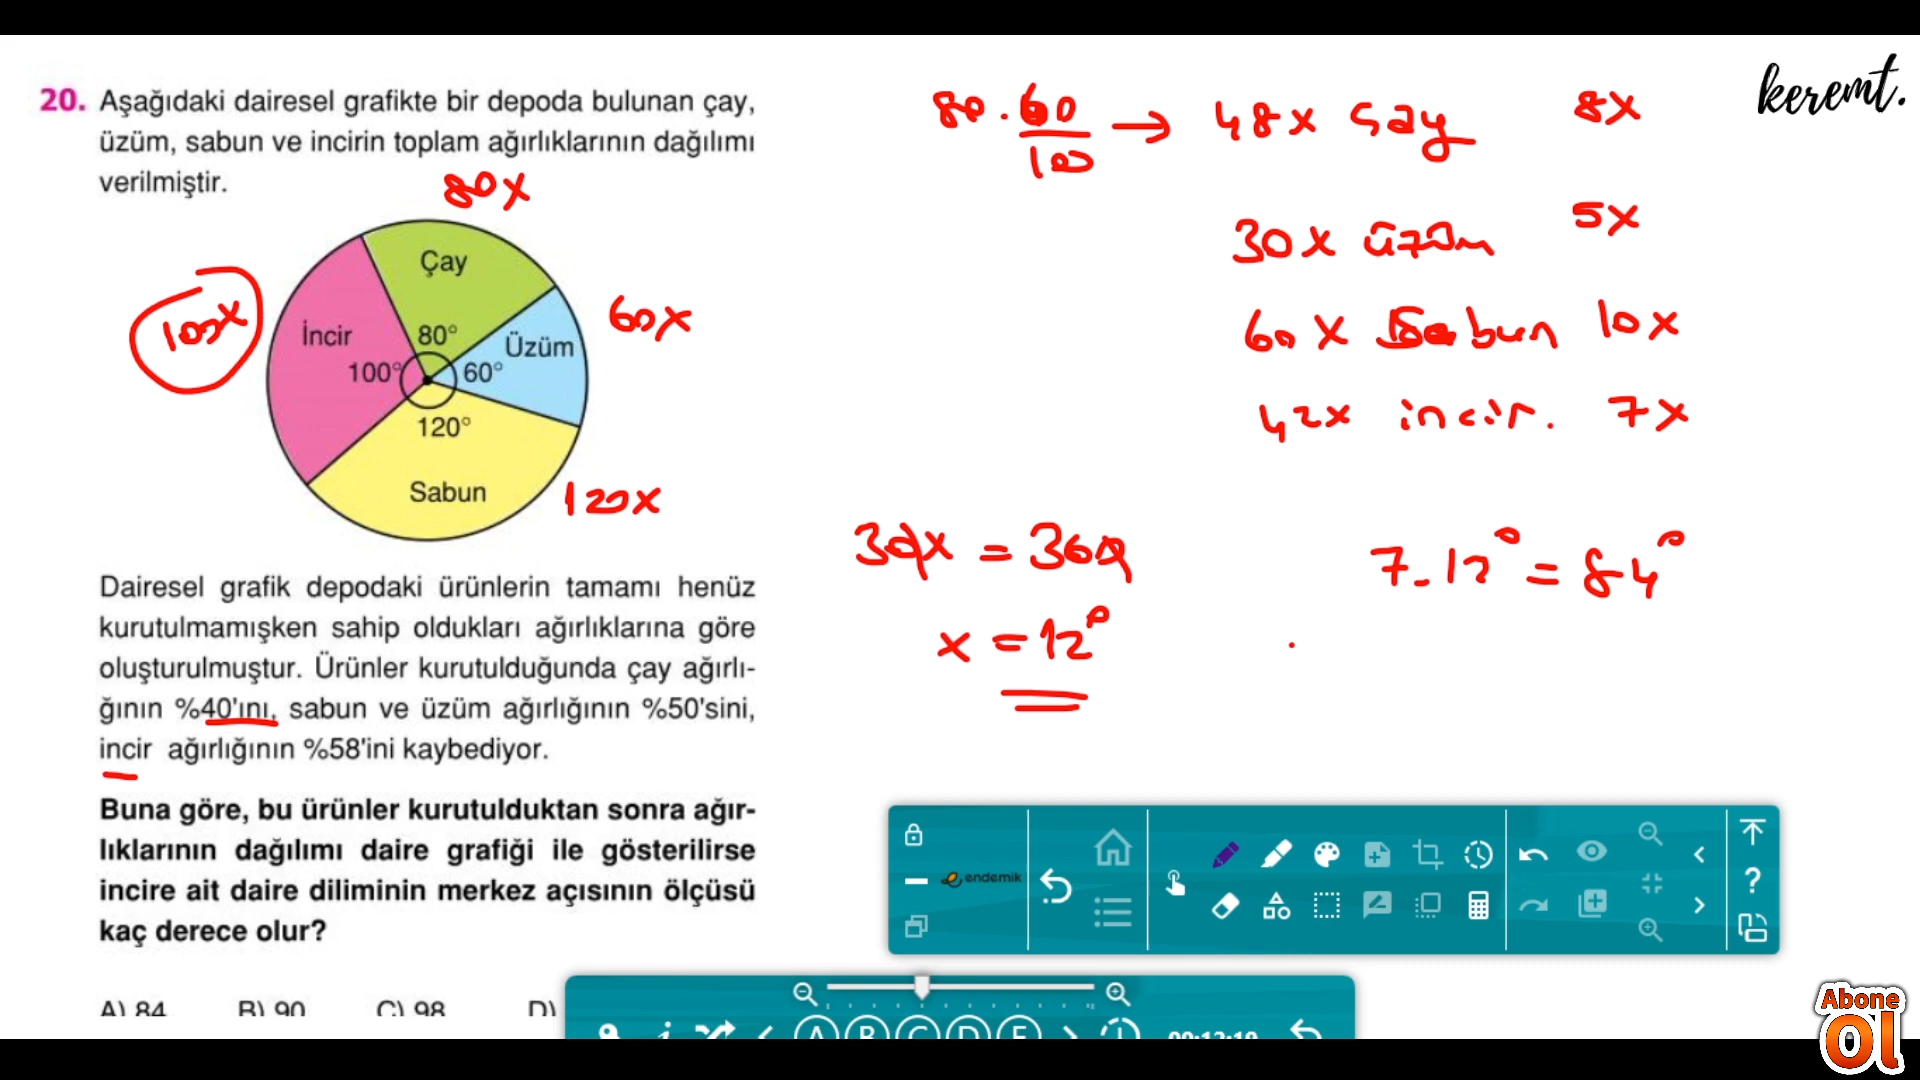 20. Aşağıdaki dairesel grafikte bir depoda bulunan çay,
üzüm, sabun ve incirin toplam ağırlıklarının dağılımı
verilmiştir.
80x
Çay
100x
İncir
80°
Üzüm
60x
100°
60°
120°
Sabun
120x
Dairesel grafik depodaki ürünlerin tamamı henüz
kurutulmamışken sahip oldukları ağırlıklarına göre
oluşturulmuştur. Ürünler kurutulduğunda çay ağırlı-
ğının %40'ını, sabun ve üzüm ağırlığının %50'sini,
incir ağırlığının %58'ini kaybediyor.
Buna göre, bu ürünler kurutulduktan sonra ağır-
lıklarının dağılımı daire grafiği ile gösterilirse
incire ait daire diliminin merkez açısının ölçüsü
kaç derece olur?
A) 84 B) 90 C) 98 D)
keremt.
80 . 60
100
→ 48x çay 8x
30x üzüm 5x
60x Sabun 10x
42x incir. 7x
30x = 360
x = 12°
7.12° = 84°
endemik
?
A B C D E
00:12:19
Abone
Ol